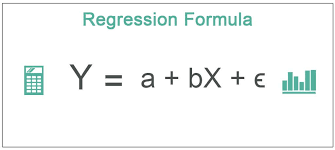 Regression Formula
Y = a + bX + ϵ